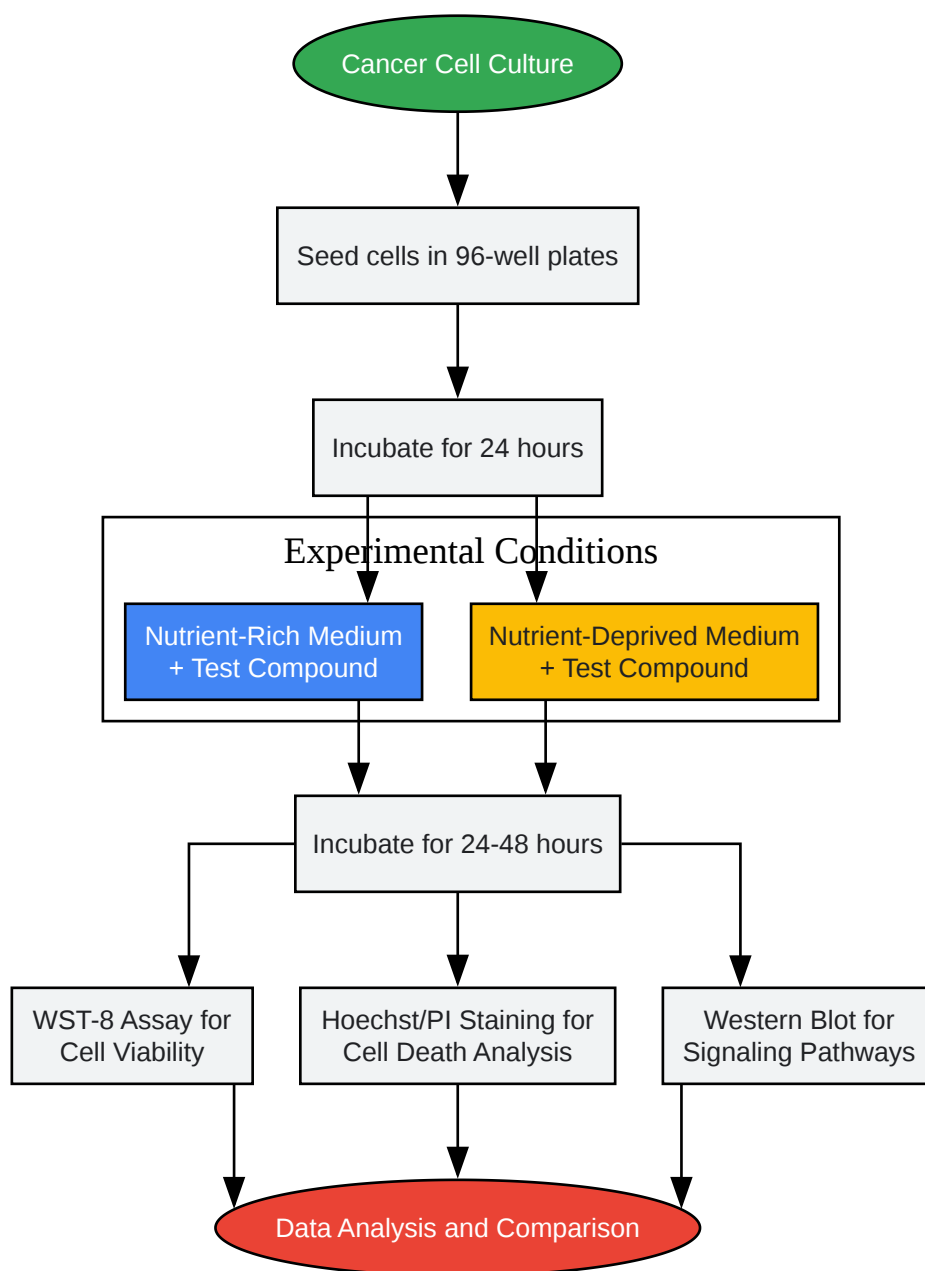 Cancer Cell Culture
Seed cells in 96-well plates
Incubate for 24 hours
Experimental Conditions
Nutrient-Rich Medium
+ Test Compound
Nutrient-Deprived Medium
+ Test Compound
Incubate for 24-48 hours
WST-8 Assay for
Cell Viability
Hoechst/PI Staining for
Cell Death Analysis
Western Blot for
Signaling Pathways
Data Analysis and Comparison